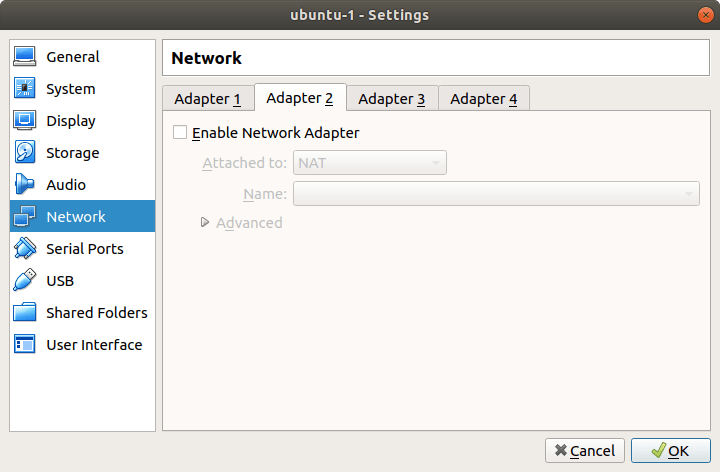 ubuntu-1 - Settings
General
System
Display
Storage
Audio
Network
Serial Ports
USB
Shared Folders
User Interface
Network
Adapter 1 Adapter 2 Adapter 3 Adapter 4
Enable Network Adapter
Attached to: NAT
Name:
Advanced
Cancel OK